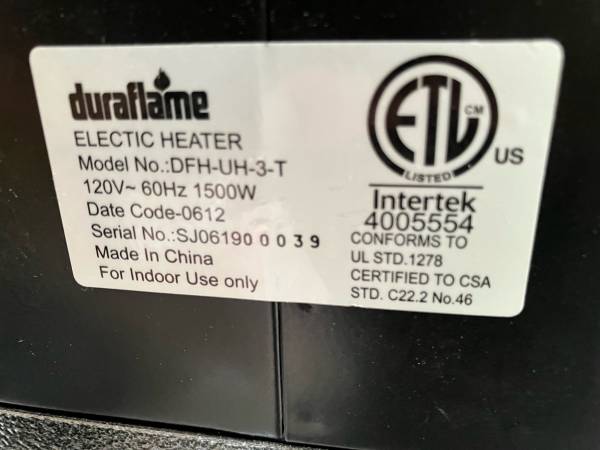 duraflame
ELECTIC HEATER
Model No.:DFH-UH-3-T
120V~ 60Hz 1500W
Date Code-0612
Serial No.:SJ061900039
Made In China
For Indoor Use only
ETL CM
US
LISTED
Intertek
4005554
CONFORMS TO
UL STD.1278
CERTIFIED TO CSA
STD. C22.2 No.46